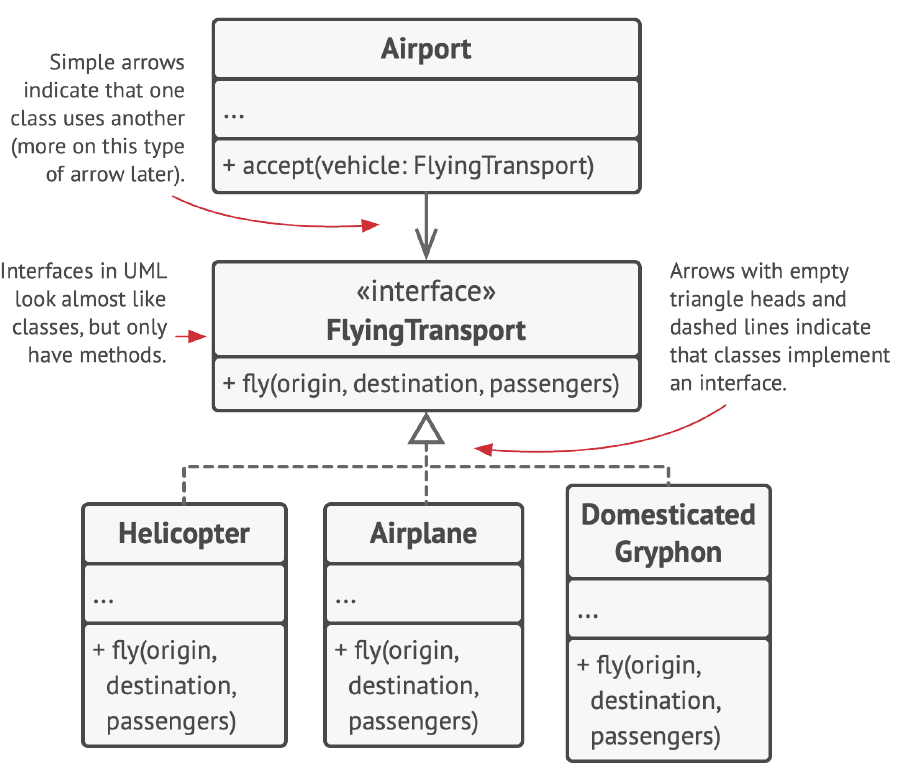 Airport
...
+ accept(vehicle: FlyingTransport)
Simple arrows
indicate that one
class uses another
(more on this type
of arrow later).
Interfaces in UML
look almost like
classes, but only
have methods.
«interface»
FlyingTransport
+ fly(origin, destination, passengers)
Arrows with empty
triangle heads and
dashed lines indicate
that classes implement
an interface.
Helicopter
...
+ fly(origin,
destination,
passengers)
Airplane
...
+ fly(origin,
destination,
passengers)
Domesticated
Gryphon
...
+ fly(origin,
destination,
passengers)